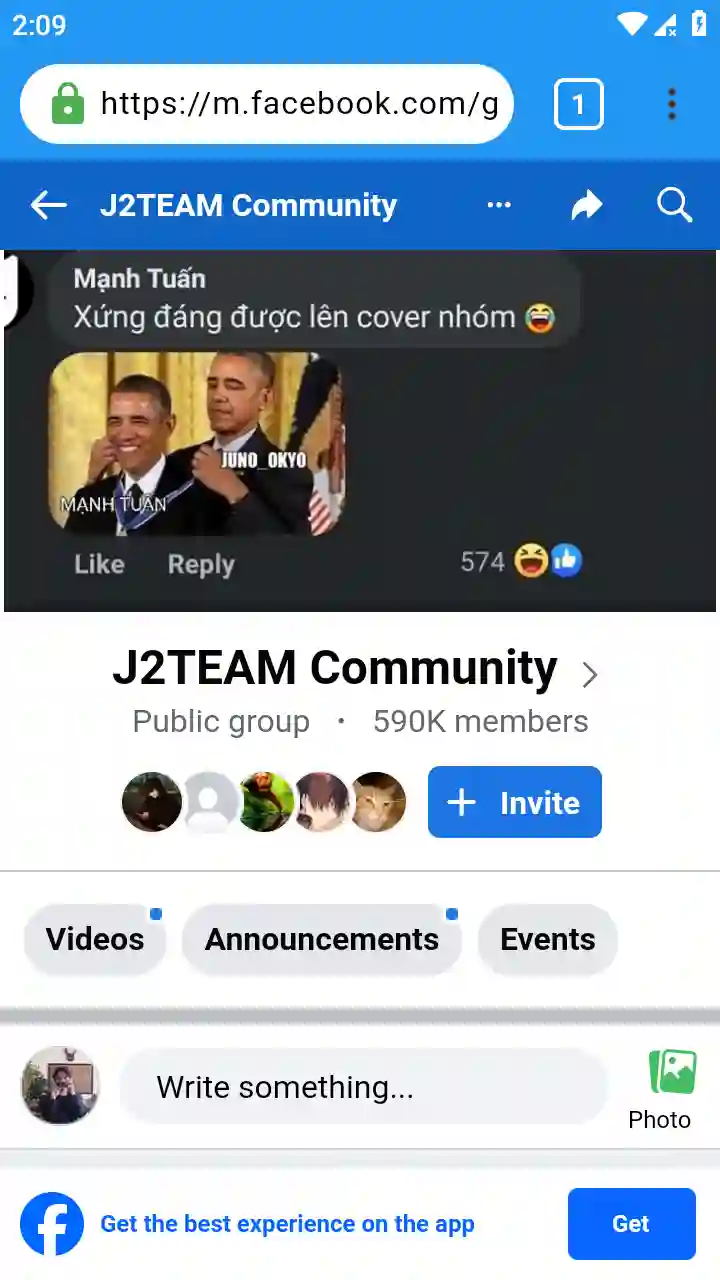 2:09
https://m.facebook.com/g
1
J2TEAM Community
Mạnh Tuấn
Xứng đáng được lên cover nhóm 😂
JUNO_OKYO
MẠNH TUẤN
Like Reply 574
J2TEAM Community
Public group · 590K members
+ Invite
Videos Announcements Events
Write something...
Photo
Get the best experience on the app Get